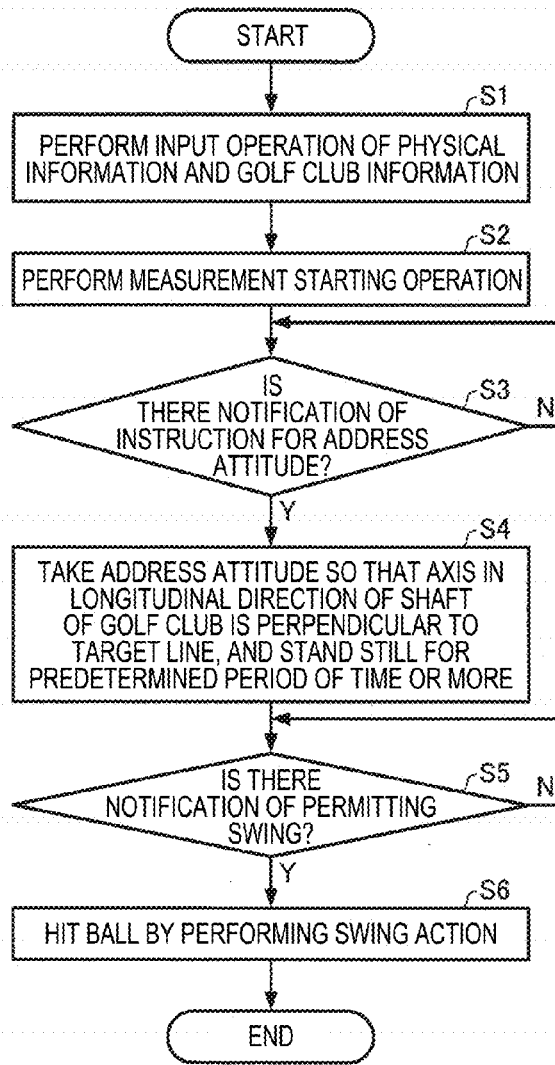 START
S1
PERFORM INPUT OPERATION OF PHYSICAL
INFORMATION AND GOLF CLUB INFORMATION
S2
PERFORM MEASUREMENT STARTING OPERATION
S3
IS
THERE NOTIFICATION OF
INSTRUCTION FOR ADDRESS
ATTITUDE?
N
Y
S4
TAKE ADDRESS ATTITUDE SO THAT AXIS IN
LONGITUDINAL DIRECTION OF SHAFT
OF GOLF CLUB IS PERPENDICULAR TO
TARGET LINE, AND STAND STILL FOR
PREDETERMINED PERIOD OF TIME OR MORE
S5
IS THERE
NOTIFICATION OF PERMITTING
SWING?
N
Y
S6
HIT BALL BY PERFORMING SWING ACTION
END